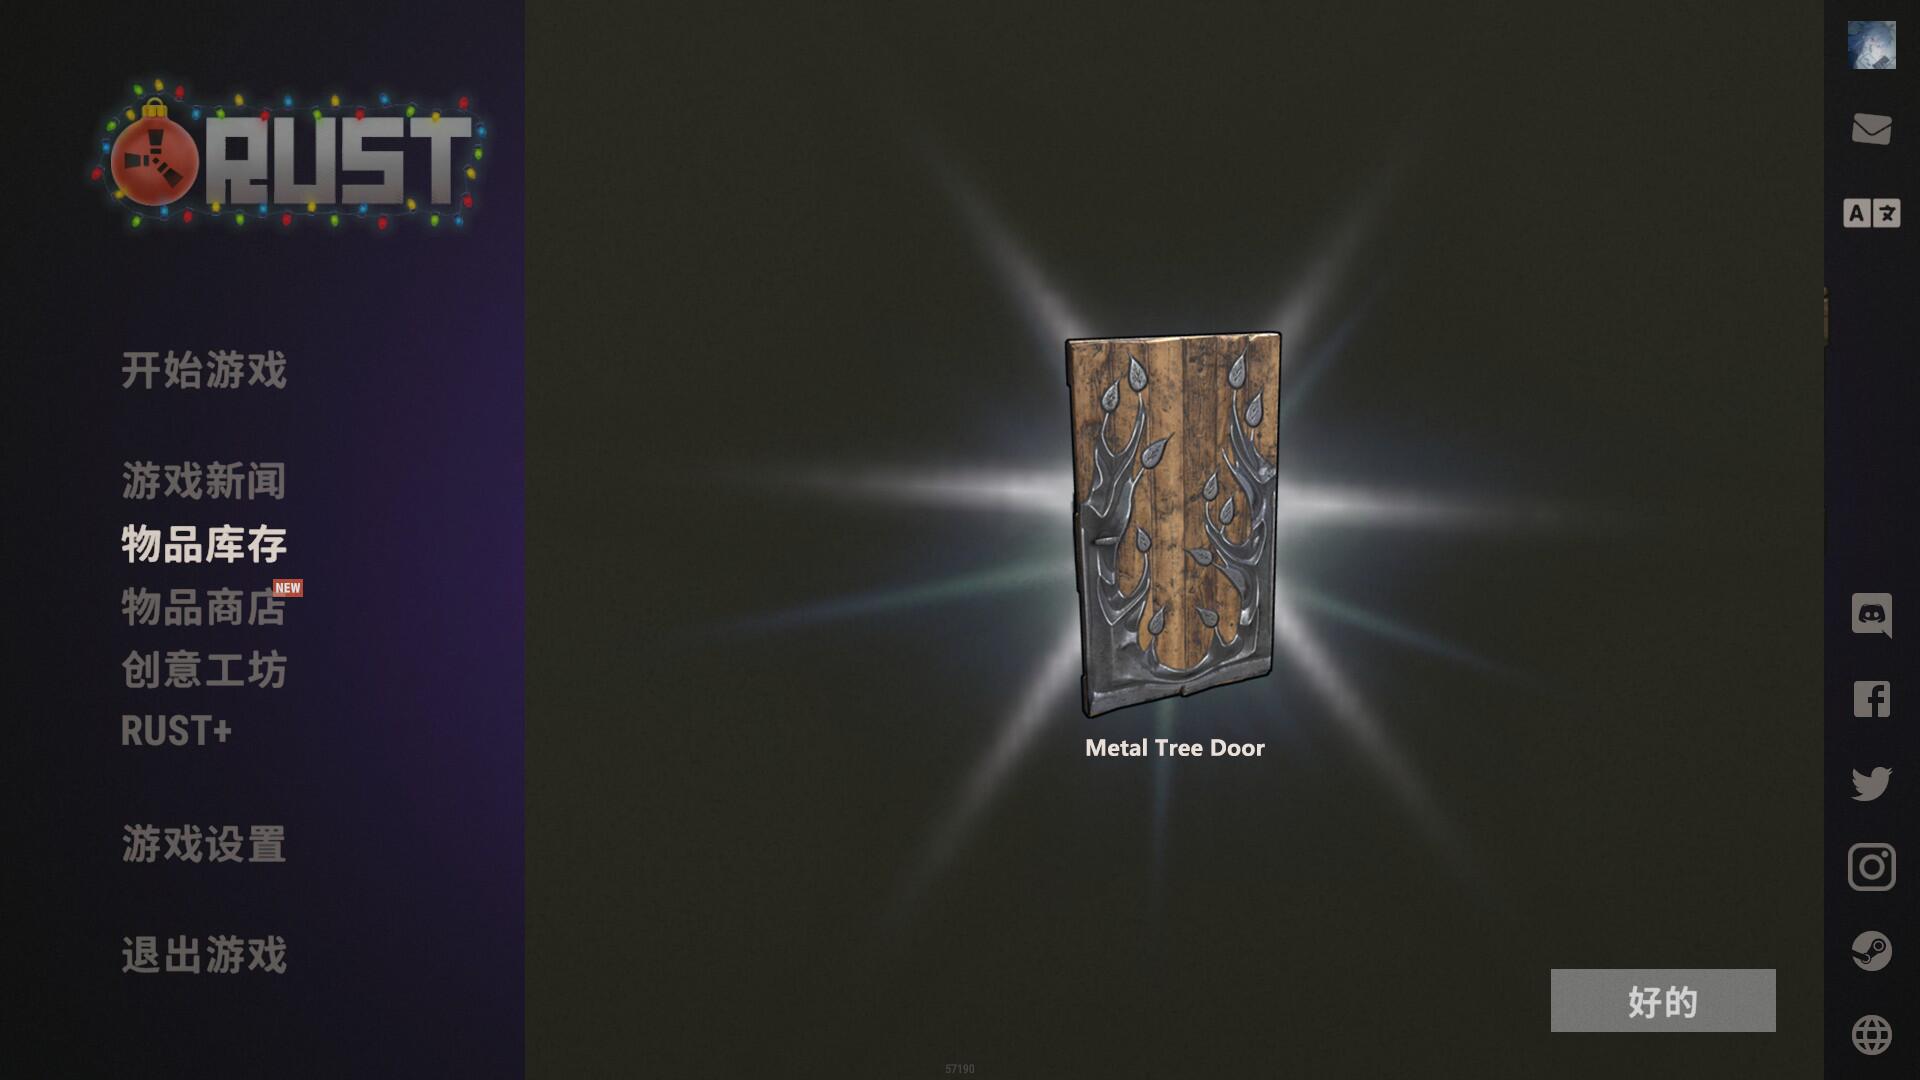 RUST
开始游戏
游戏新闻
物品库存
物品商店 NEW
创意工坊
RUST+
游戏设置
退出游戏
Metal Tree Door
好的
A文
57190